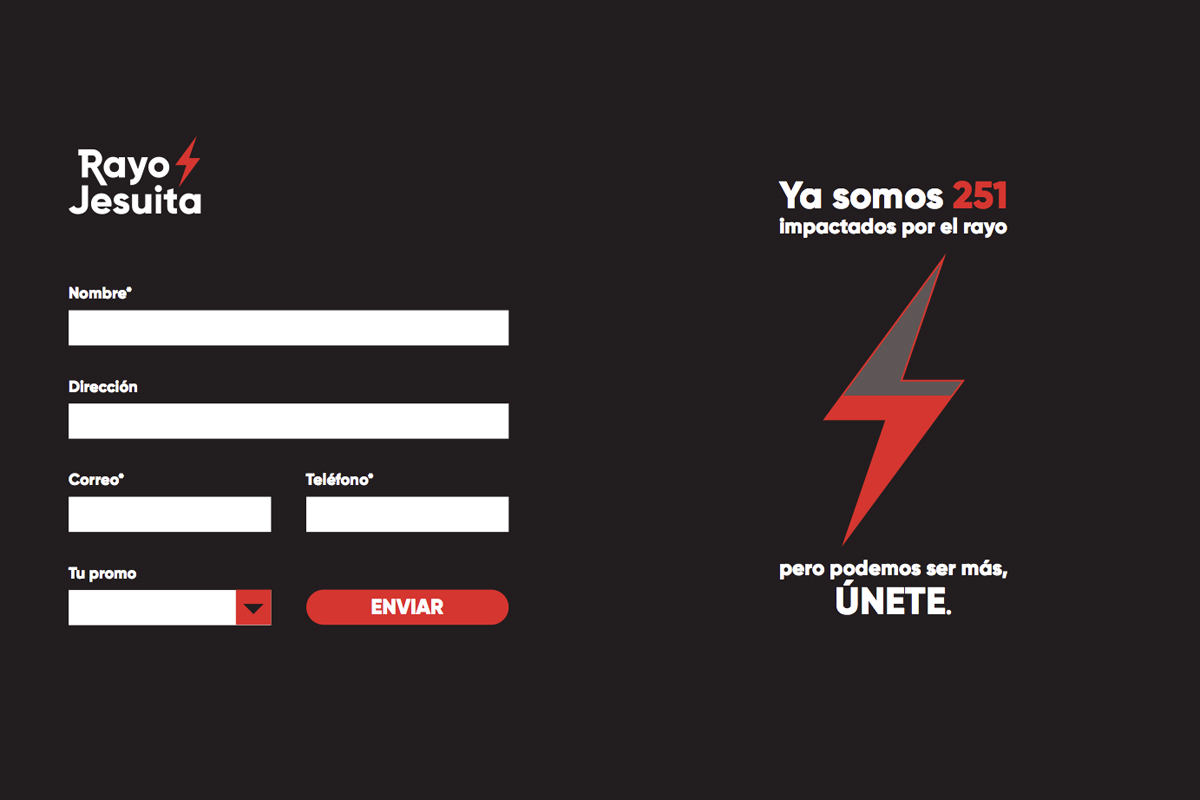 Rayo
Jesuita
Nombre*
Dirección
Correo* Teléfono*
Tu promo
ENVIAR
Ya somos 251
impactados por el rayo
pero podemos ser más,
ÚNETE.